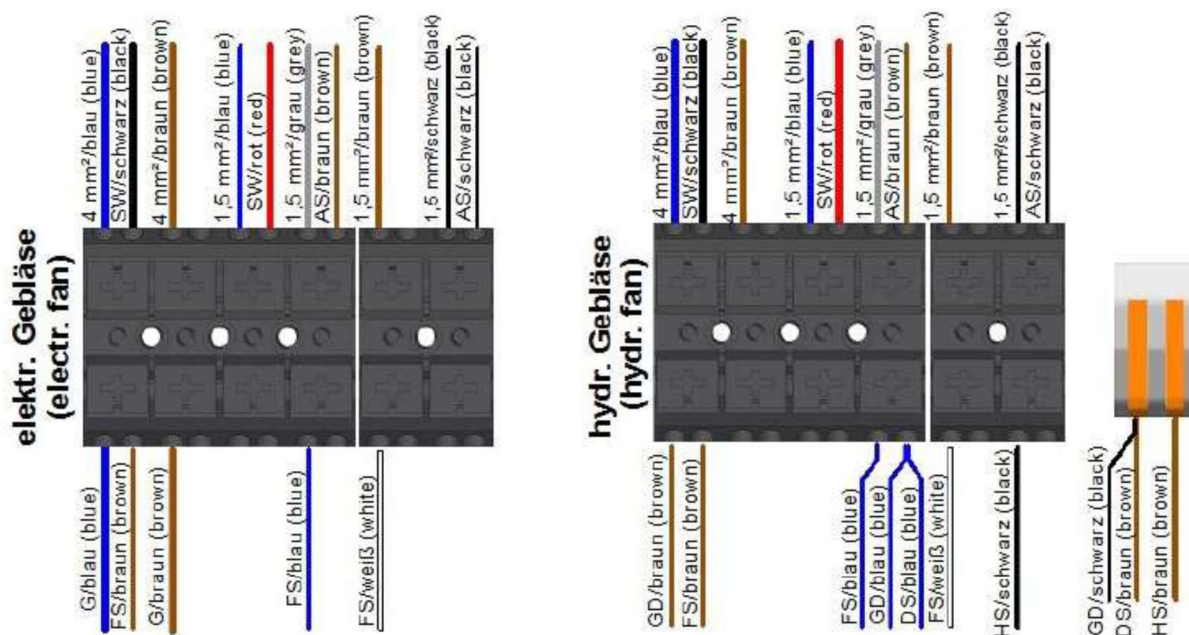 4 mm²/blau (blue)
SW/schwarz (black)
4 mm²/braun (brown)
1,5 mm²/blau (blue)
SW/rot (red)
1,5 mm²/grau (grey)
AS/braun (brown)
1,5 mm²/braun (brown)
1,5 mm²/schwarz (black)
AS/schwarz (black)
elektr. Gebläse
(electr. fan)
G/blau (blue)
FS/braun (brown)
G/braun (brown)
FS/blau (blue)
FS/weiß (white)
4 mm²/blau (blue)
SW/schwarz (black)
4 mm²/braun (brown)
1,5 mm²/blau (blue)
SW/rot (red)
1,5 mm²/grau (grey)
AS/braun (brown)
1,5 mm²/braun (brown)
1,5 mm²/schwarz (black)
AS/schwarz (black)
hydr. Gebläse
(hydr. fan)
GD/braun (brown)
FS/braun (brown)
FS/blau (blue)
GD/blau (blue)
DS/blau (blue)
FS/weiß (white)
HS/schwarz (black)
GD/schwarz (black)
DS/braun (brown)
HS/braun (brown)